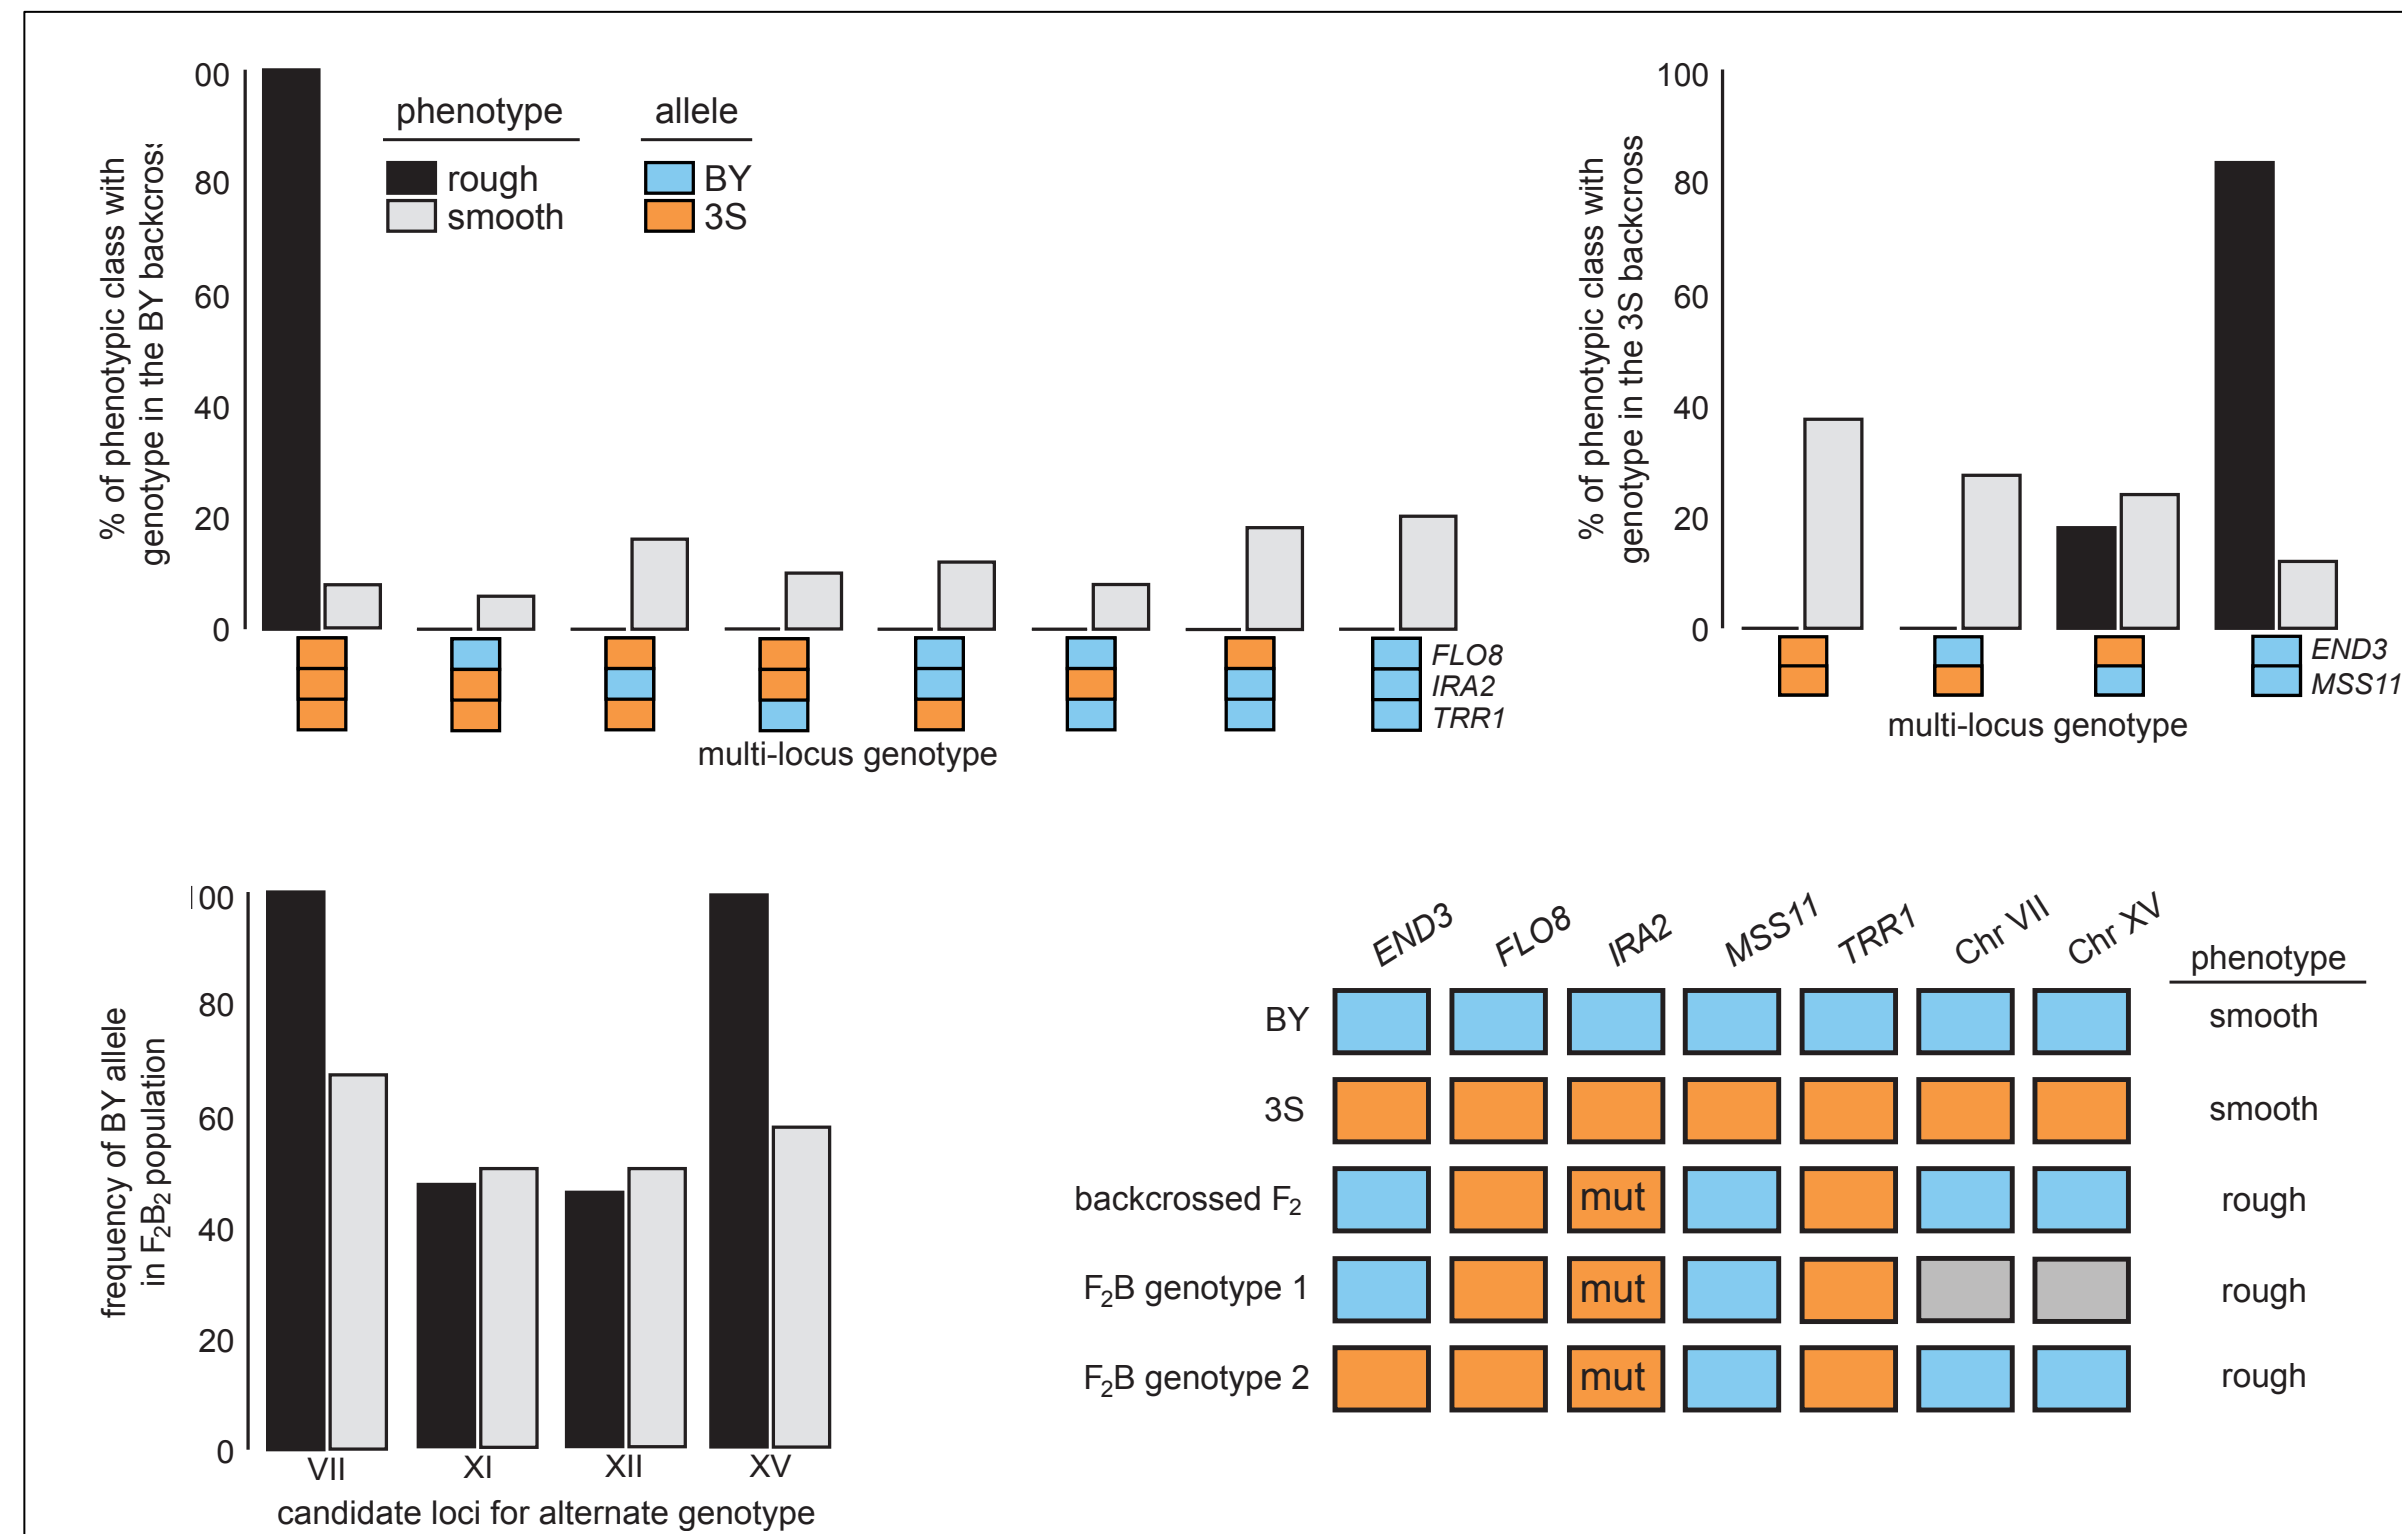 % of phenotypic class with
genotype in the BY backcross
00
80
60
40
20
0
phenotype
rough
smooth
allele
BY
3S
FLO8
IRA2
TRR1
multi-locus genotype
% of phenotypic class with
genotype in the 3S backcross
100
80
60
40
20
0
END3
MSS11
multi-locus genotype
frequency of BY allele
in F2B2 population
100
80
60
40
20
0
VII XI XII XV
candidate loci for alternate genotype
END3 FLO8 IRA2 MSS11 TRR1 Chr VII Chr XV phenotype
BY smooth
3S smooth
backcrossed F2 mut rough
F2B genotype 1 mut rough
F2B genotype 2 mut rough